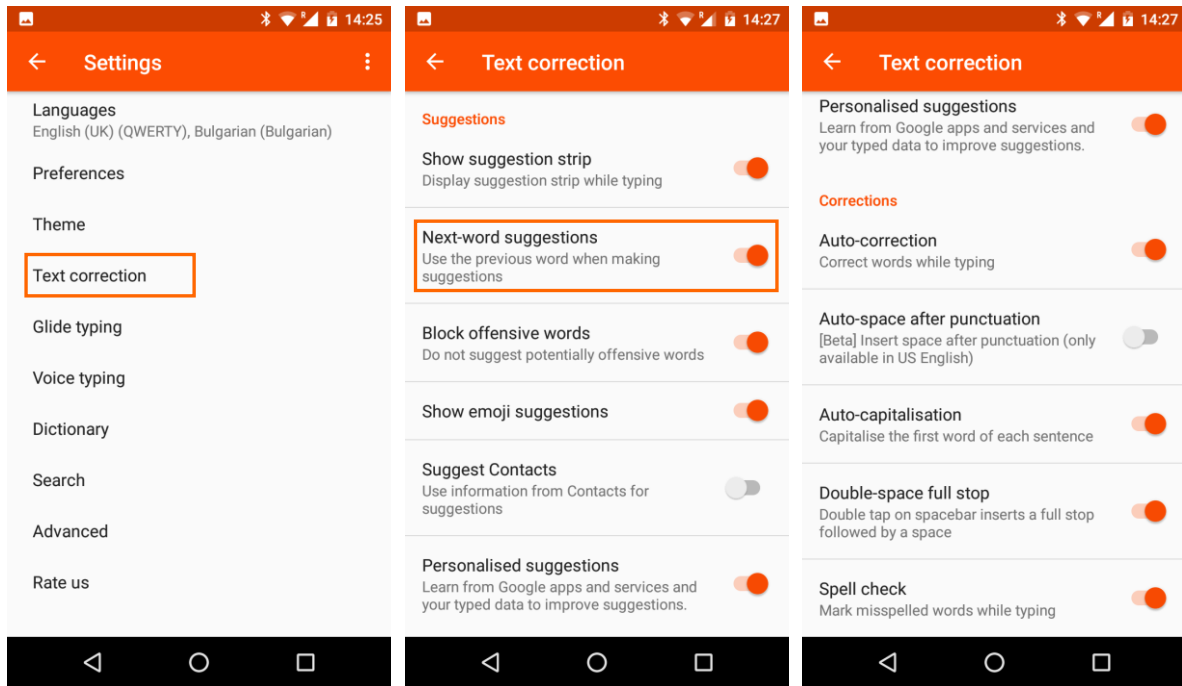 14:25
Settings
Languages
English (UK) (QWERTY), Bulgarian (Bulgarian)
Preferences
Theme
Text correction
Glide typing
Voice typing
Dictionary
Search
Advanced
Rate us
R 14:27
Text correction
Suggestions
Show suggestion strip
Display suggestion strip while typing
Next-word suggestions
Use the previous word when making
suggestions
Block offensive words
Do not suggest potentially offensive words
Show emoji suggestions
Suggest Contacts
Use information from Contacts for
suggestions
Personalised suggestions
Learn from Google apps and services and
your typed data to improve suggestions.
R 14:27
Text correction
Personalised suggestions
Learn from Google apps and services and
your typed data to improve suggestions.
Corrections
Auto-correction
Correct words while typing
Auto-space after punctuation
[Beta] Insert space after punctuation (only
available in US English)
Auto-capitalisation
Capitalise the first word of each sentence
Double-space full stop
Double tap on spacebar inserts a full stop
followed by a space
Spell check
Mark misspelled words while typing